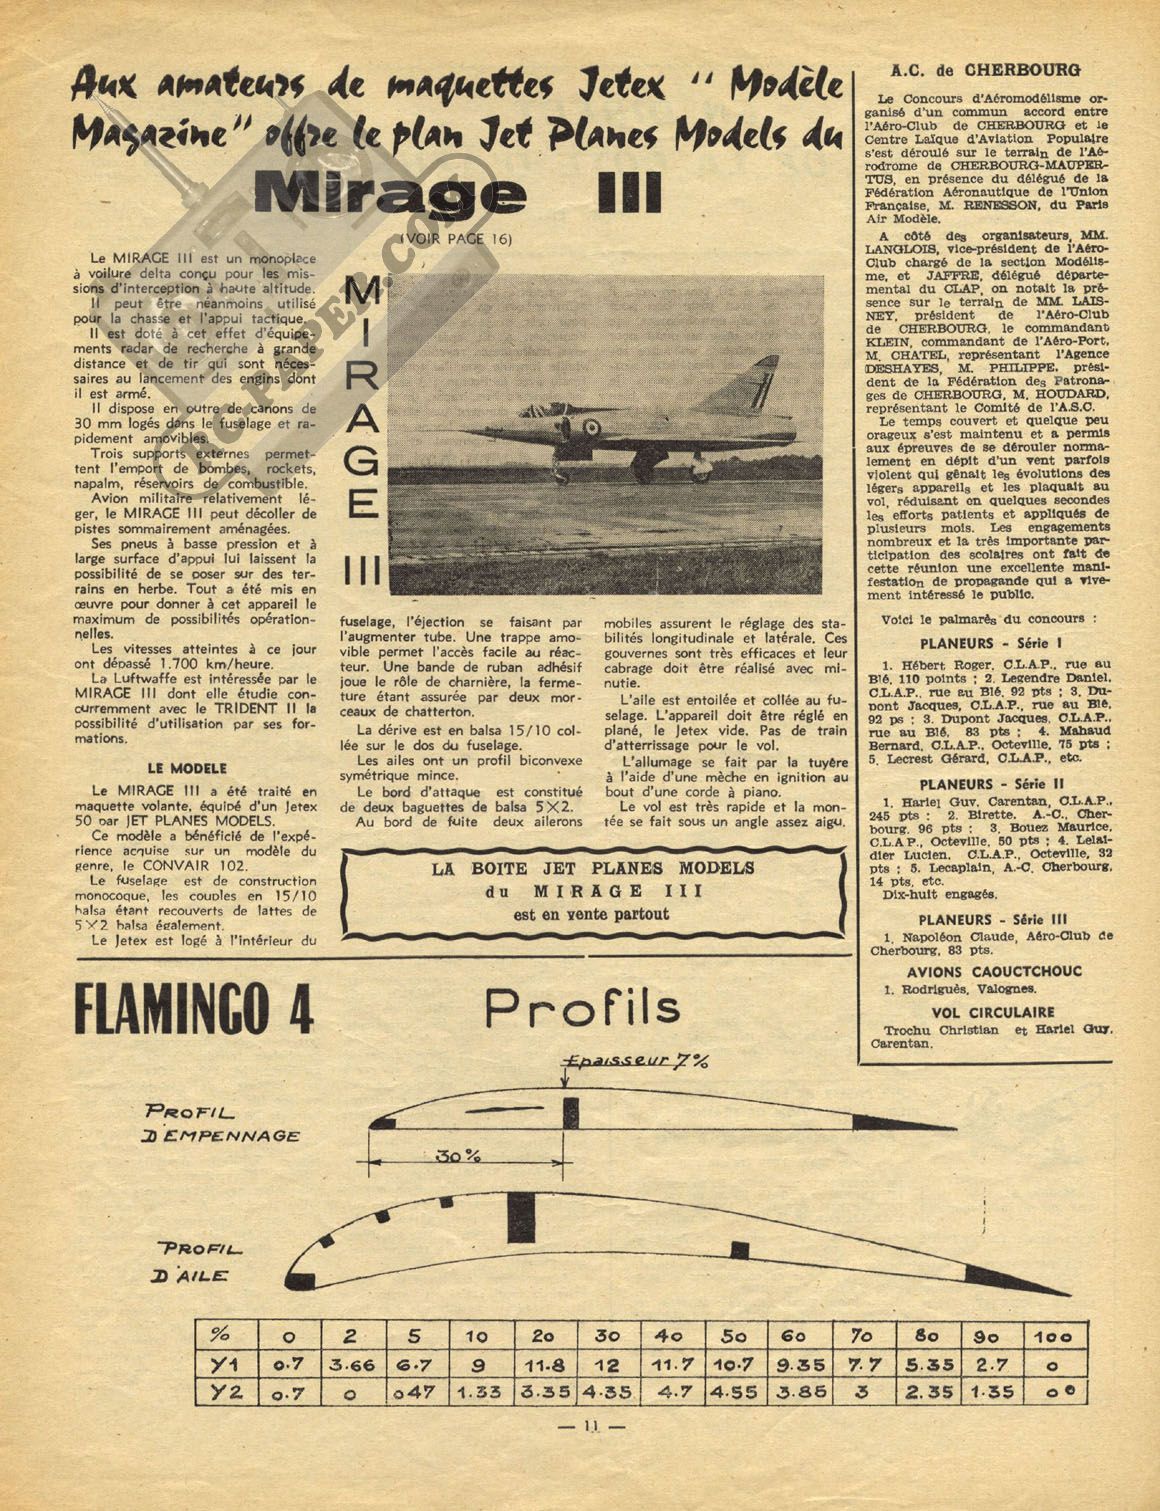 Aux amateurs de maquettes Jetex "Modèle
Magazine" offre le plan Jet Planes Models du
Mirage III
(VOIR PAGE 16)
Le MIRAGE III est un monoplace
à voilure delta conçu pour les mis-
sions d'interception à haute altitude.
Il peut être néanmoins utilisé
pour la chasse et l'appui tactique.
Il est doté à cet effet d'équipe-
ments radar de recherche à grande
distance et de tir qui sont néces-
saires au lancement des engins dont
il est armé.
Il dispose en outre de canons de
30 mm logés dans le fuselage et ra-
pidement amovibles.
Trois supports externes permet-
tent l'emport de bombes, rockets,
napalm, réservoirs de combustible.
Avion militaire relativement lé-
ger, le MIRAGE III peut décoller de
pistes sommairement aménagées.
Ses pneus à basse pression et à
large surface d'appui lui laissent la
possibilité de se poser sur des ter-
rains en herbe. Tout a été mis en
œuvre pour donner à cet appareil le
maximum de possibilités opération-
nelles.
Les vitesses atteintes à ce jour
ont dépassé 1.700 km/heure.
La Luftwaffe est intéressée par le
MIRAGE III dont elle étudie con-
curremment avec le TRIDENT II la
possibilité d'utilisation par ses for-
mations.
LE MODELE
Le MIRAGE III a été traité en
maquette volante, équipé d'un Jetex
50 par JET PLANES MODELS.
Ce modèle a bénéficié de l'expé-
rience acquise sur un modèle du
genre, le CONVAIR 102.
Le fuselage est de construction
monocoque, les couples en 15/10
balsa étant recouverts de lattes de
5×2 balsa également.
Le Jetex est logé à l'intérieur du
MIRAGE III
fuselage, l'éjection se faisant par
l'augmenter tube. Une trappe amo-
vible permet l'accès facile au réac-
teur. Une bande de ruban adhésif
joue le rôle de charnière, la ferme-
ture étant assurée par deux mor-
ceaux de chatterton.
La dérive est en balsa 15/10 col-
lée sur le dos du fuselage.
Les ailes ont un profil biconvexe
symétrique mince.
Le bord d'attaque est constitué
de deux baguettes de balsa 5×2.
Au bord de fuite deux ailerons
mobiles assurent le réglage des sta-
bilités longitudinale et latérale. Ces
gouvernes sont très efficaces et leur
cabrage doit être réalisé avec mi-
nutie.
L'aile est entoilée et collée au fu-
selage. L'appareil doit être réglé en
plané, le Jetex vide. Pas de train
d'atterrissage pour le vol.
L'allumage se fait par la tuyère
à l'aide d'une mèche en ignition au
bout d'une corde à piano.
Le vol est très rapide et la mon-
tée se fait sous un angle assez aigu.
LA BOITE JET PLANES MODELS
du MIRAGE III
est en vente partout
A.C. de CHERBOURG
Le Concours d'Aéromodélisme or-
ganisé d'un commun accord entre
l'Aéro-Club de CHERBOURG et le
Centre Laïque d'Aviation Populaire
s'est déroulé sur le terrain de l'Aé-
rodrome de CHERBOURG-MAUPER-
TUS, en présence du délégué de la
Fédération Aéronautique de l'Union
Française, M. RENESSON, du Paris
Air Modèle.
A côté des organisateurs, MM.
LANGLOIS, vice-président de l'Aéro-
Club chargé de la section Modélis-
me, et JAFFRE, délégué départe-
mental du CLAP, on notait la pré-
sence sur le terrain de MM. LAIS-
NEY, président de l'Aéro-Club
de CHERBOURG, le commandant
KLEIN, commandant de l'Aéro-Port,
M. CHATEL, représentant l'Agence
DESHAYES, M. PHILIPPE, prési-
dent de la Fédération des Patrona-
ges de CHERBOURG, M. HOUDARD,
représentant le Comité de l'A.S.C.
Le temps couvert et quelque peu
orageux s'est maintenu et a permis
aux épreuves de se dérouler norma-
lement en dépit d'un vent parfois
violent qui gênait les évolutions des
légers appareils et les plaquait au
vol, réduisant en quelques secondes
les efforts patients et appliqués de
plusieurs mois. Les engagements
nombreux et la très importante par-
ticipation des scolaires ont fait de
cette réunion une excellente mani-
festation de propagande qui a vive-
ment intéressé le public.
Voici le palmarès du concours :
PLANEURS - Série I
1. Hébert Roger, C.L.A.P., rue au
Blé, 110 points ; 2. Legendre Daniel,
C.L.A.P., rue au Blé, 92 pts ; 3. Du-
pont Jacques, C.L.A.P., rue au Blé,
92 ps ; 3. Dupont Jacques, C.L.A.P.,
rue au Blé, 83 pts ; 4. Mahaud
Bernard, C.L.A.P., Octeville, 75 pts ;
5. Lecrest Gérard, C.L.A.P., etc.
PLANEURS - Série II
1. Hariel Guy, Carentan, C.L.A.P.,
245 pts ; 2. Birette, A.-C., Cher-
bourg, 96 pts ; 3. Bouez Maurice,
C.L.A.P., Octeville, 50 pts ; 4. Lelai-
dier Lucien, C.L.A.P., Octeville, 32
pts ; 5. Lecaplain, A.-C. Cherbourg,
14 pts, etc.
Dix-huit engagés.
PLANEURS - Série III
1. Napoléon Claude, Aéro-Club de
Cherbourg, 83 pts.
AVIONS CAOUCTCHOUC
1. Rodriguès, Valognes.
VOL CIRCULAIRE
Trochu Christian et Hariel Guy,
Carentan.
FLAMINGO 4
Profils
Epaisseur 7%
PROFIL
D'EMPENNAGE
30%
PROFIL
D'AILE
% 0 2 5 10 20 30 40 50 60 70 80 90 100
Y1 0.7 3.66 6.7 9 11.8 12 11.7 10.7 9.35 7.7 5.35 2.7 0
Y2 0.7 0 047 1.33 3.35 4.35 4.7 4.55 3.85 3 2.35 1.35 0
— 11 —
RC-PAPER.COM